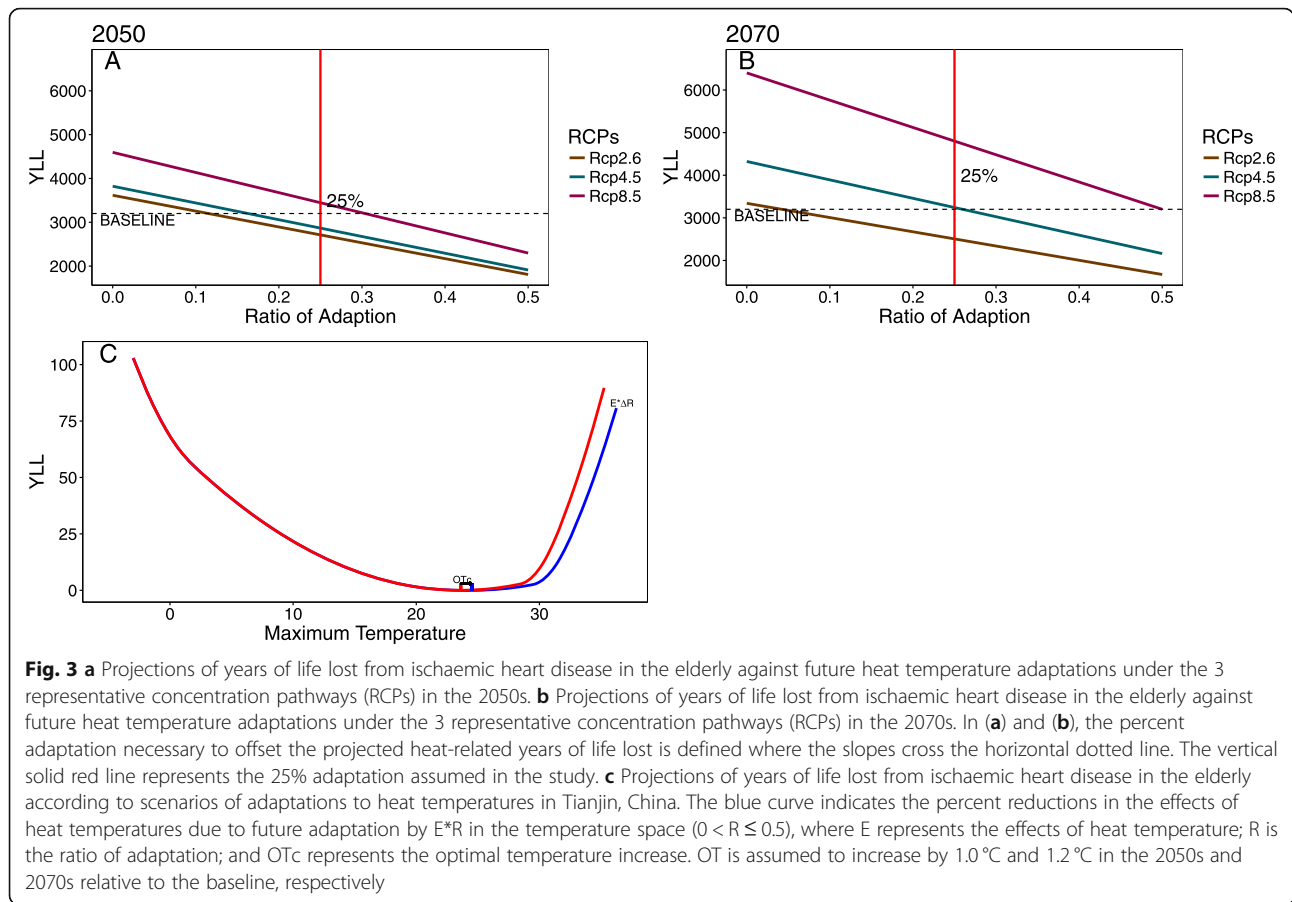 2050
A
6000
5000
4000
3000
2000
YLL
25%
BASELINE
0.0 0.1 0.2 0.3 0.4 0.5
Ratio of Adaption
RCPs
Rcp2.6
Rcp4.5
Rcp8.5
2070
B
6000
5000
4000
3000
2000
YLL
25%
BASELINE
0.0 0.1 0.2 0.3 0.4 0.5
Ratio of Adaption
RCPs
Rcp2.6
Rcp4.5
Rcp8.5
C
100
75
50
25
0
YLL
E*ΔR
OTc
0 10 20 30
Maximum Temperature
Fig. 3 a Projections of years of life lost from ischaemic heart disease in the elderly against future heat temperature adaptations under the 3
representative concentration pathways (RCPs) in the 2050s. b Projections of years of life lost from ischaemic heart disease in the elderly against
future heat temperature adaptations under the 3 representative concentration pathways (RCPs) in the 2070s. In (a) and (b), the percent
adaptation necessary to offset the projected heat-related years of life lost is defined where the slopes cross the horizontal dotted line. The vertical
solid red line represents the 25% adaptation assumed in the study. c Projections of years of life lost from ischaemic heart disease in the elderly
according to scenarios of adaptations to heat temperatures in Tianjin, China. The blue curve indicates the percent reductions in the effects of
heat temperatures due to future adaptation by E*R in the temperature space (0 < R ≤ 0.5), where E represents the effects of heat temperature; R is
the ratio of adaptation; and OTc represents the optimal temperature increase. OT is assumed to increase by 1.0 °C and 1.2 °C in the 2050s and
2070s relative to the baseline, respectively